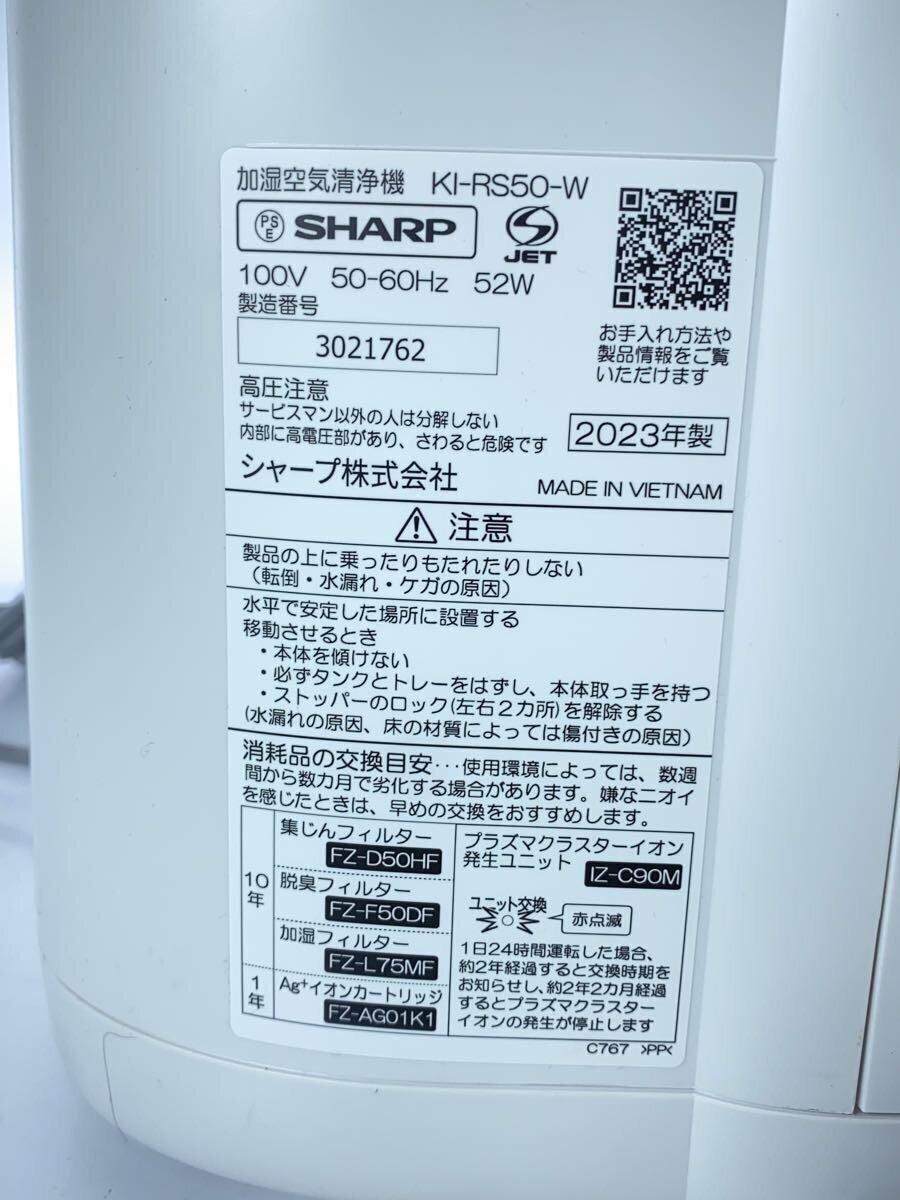 加湿空気清浄機 KI-RS50-W
PS E SHARP JET
100V 50-60Hz 52W
製造番号
3021762
お手入れ方法や
製品情報をご覧
いただけます
高圧注意
サービスマン以外の人は分解しない
内部に高電圧部があり、さわると危険です
2023年製
シャープ株式会社
MADE IN VIETNAM
注意
製品の上に乗ったりもたれたりしない
（転倒・水漏れ・ケガの原因）
水平で安定した場所に設置する
移動させるとき
・本体を傾けない
・必ずタンクとトレーをはずし、本体取っ手を持つ
・ストッパーのロック(左右２カ所)を解除する
(水漏れの原因、床の材質によっては傷付きの原因)
消耗品の交換目安･･･使用環境によっては、数週
間から数カ月で劣化する場合があります。嫌なニオイ
を感じたときは、早めの交換をおすすめします。
10年
集じんフィルター
FZ-D50HF
脱臭フィルター
FZ-F50DF
加湿フィルター
FZ-L75MF
1年
Ag+イオンカートリッジ
FZ-AG01K1
プラズマクラスターイオン
発生ユニット IZ-C90M
ユニット交換
赤点滅
1日24時間運転した場合、
約2年経過すると交換時期を
お知らせし、約2年2カ月経過
するとプラズマクラスター
イオンの発生が停止します
C767 >PP<